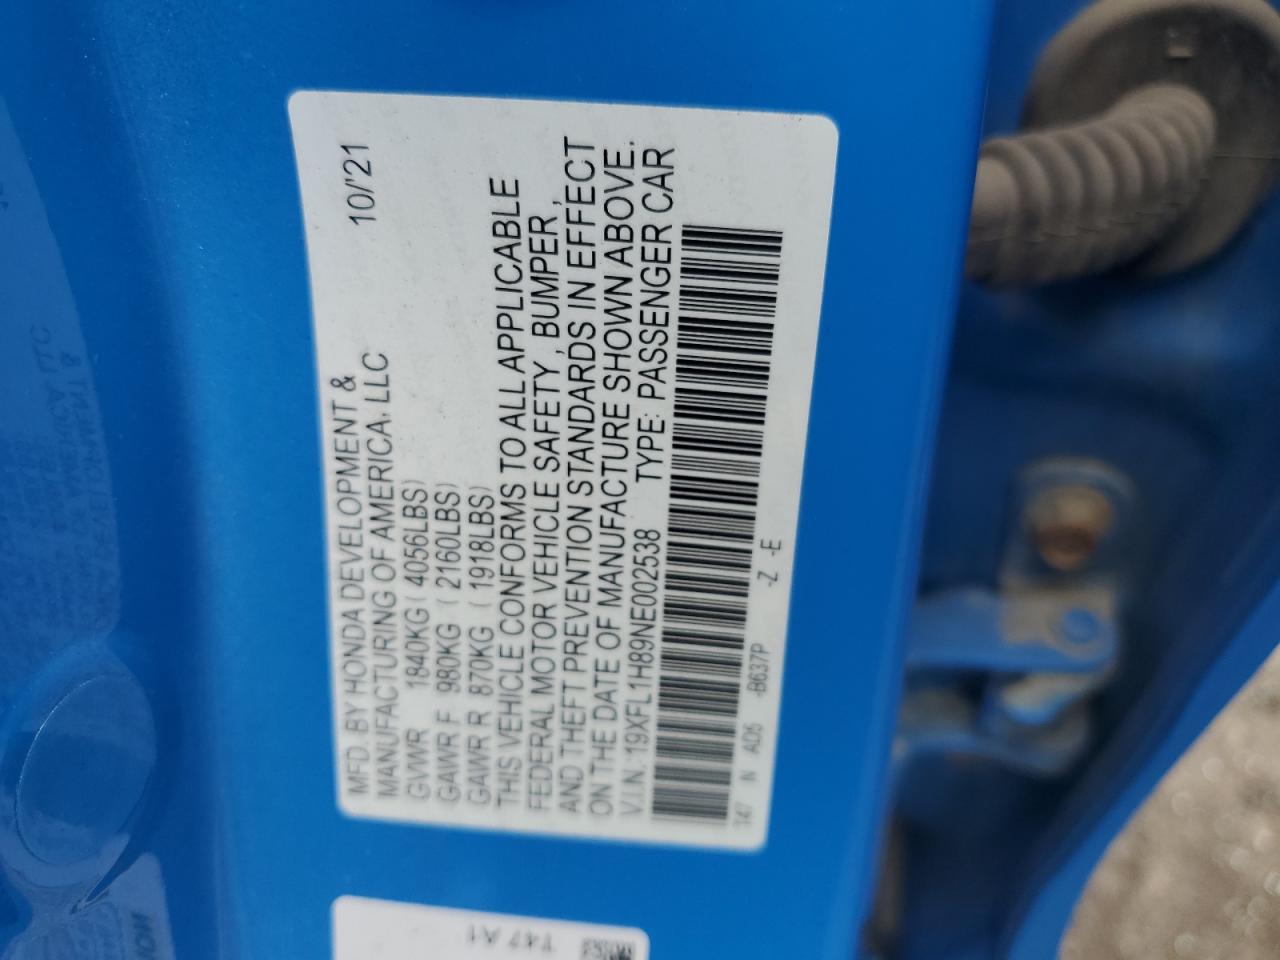 MFD. BY HONDA DEVELOPMENT & 10/'21
MANUFACTURING OF AMERICA, LLC
GVWR 1840KG ( 4056LBS)
GAWR F 980KG ( 2160LBS)
GAWR R 870KG ( 1918LBS)
THIS VEHICLE CONFORMS TO ALL APPLICABLE
FEDERAL MOTOR VEHICLE SAFETY, BUMPER,
AND THEFT PREVENTION STANDARDS IN EFFECT
ON THE DATE OF MANUFACTURE SHOWN ABOVE.
V.I.N.:19XFL1H89NE002538 TYPE: PASSENGER CAR
T47 N AD5 -B637P -Z -E
T47 A1